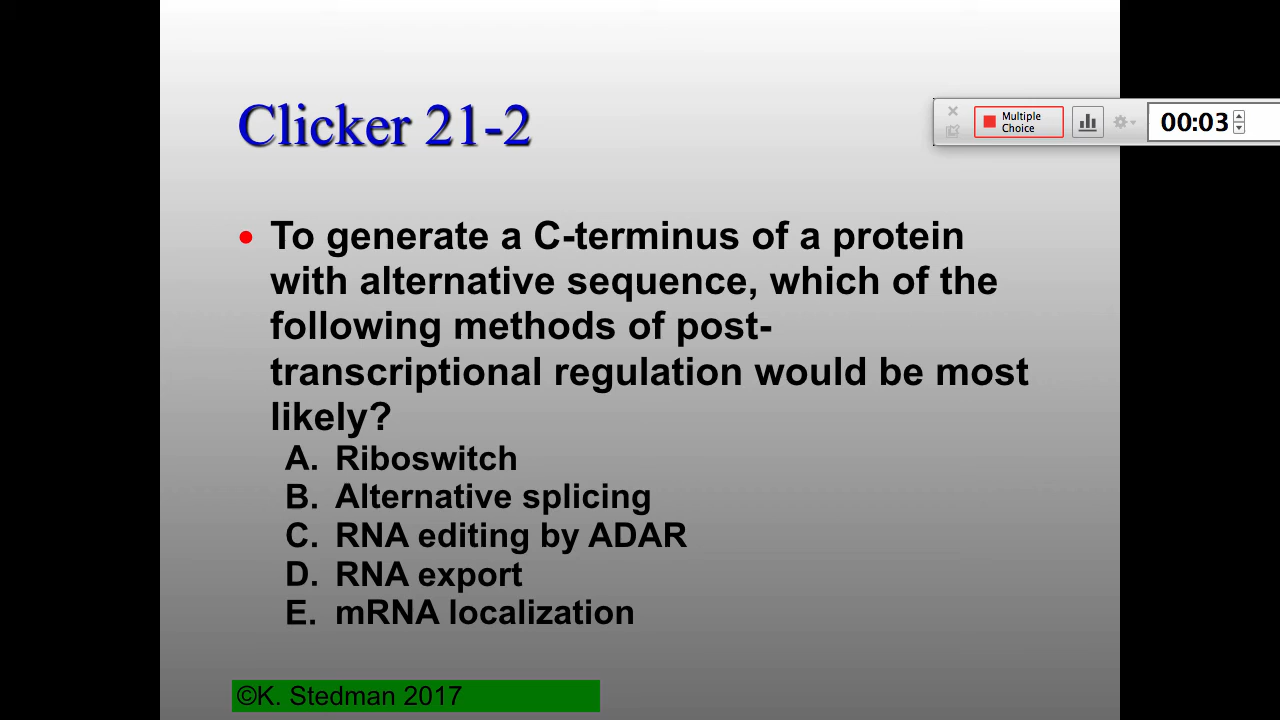 Clicker 21-2
Multiple
Choice
00:03
• To generate a C-terminus of a protein
with alternative sequence, which of the
following methods of post-
transcriptional regulation would be most
likely?
A. Riboswitch
B. Alternative splicing
C. RNA editing by ADAR
D. RNA export
E. mRNA localization
©K. Stedman 2017